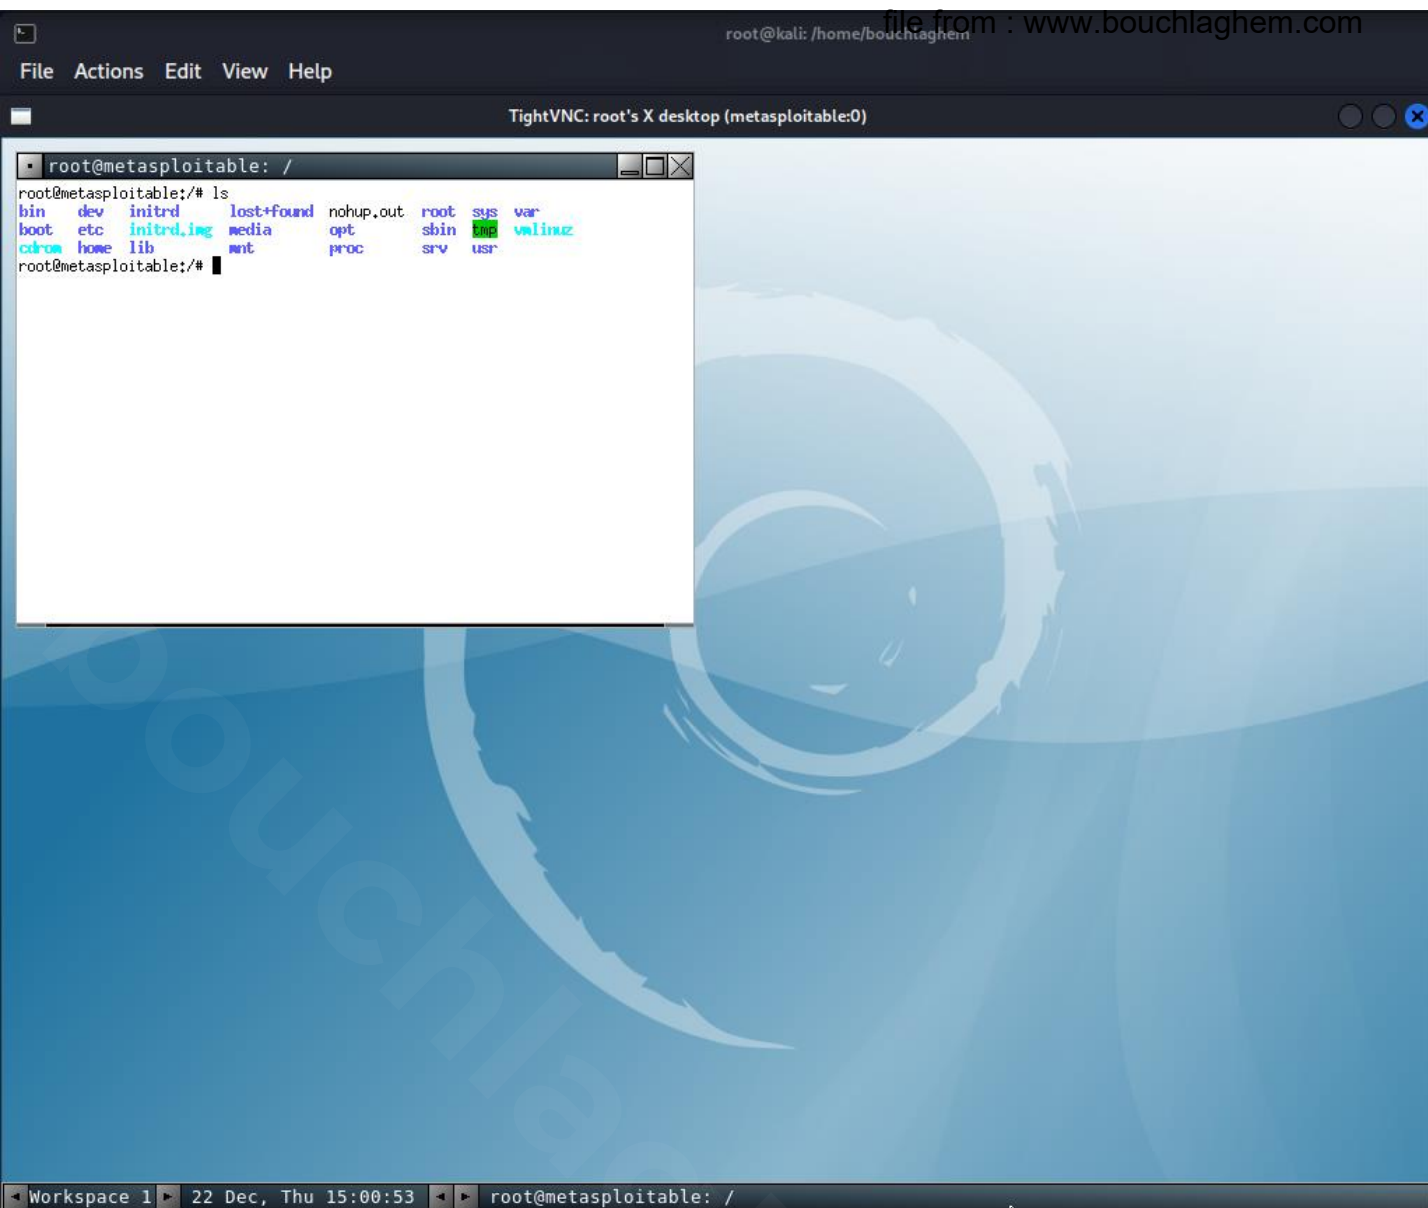 file from : www.bouchlaghem.com
root@kali: /home/bouchlaghem
File Actions Edit View Help
TightVNC: root's X desktop (metasploitable:0)
root@metasploitable: /
root@metasploitable:/# ls
bin dev initrd lost+found nohup.out root sys var
boot etc initrd.img media opt sbin tmp vmlinuz
cdrom home lib mnt proc srv usr
root@metasploitable:/#
bouchlag
Workspace 1 22 Dec, Thu 15:00:53 root@metasploitable: /